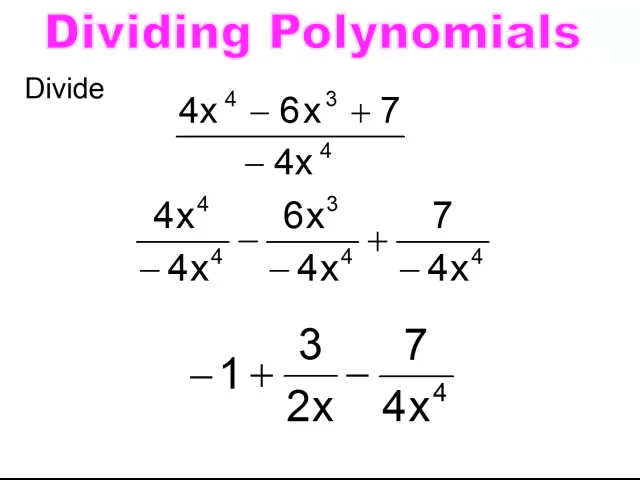 Dividing Polynomials
Divide
4x⁴ − 6x³ + 7
− 4x⁴
4x⁴ 6x³ 7
− +
− 4x⁴ − 4x⁴ − 4x⁴
3 7
− 1 + −
2x 4x⁴